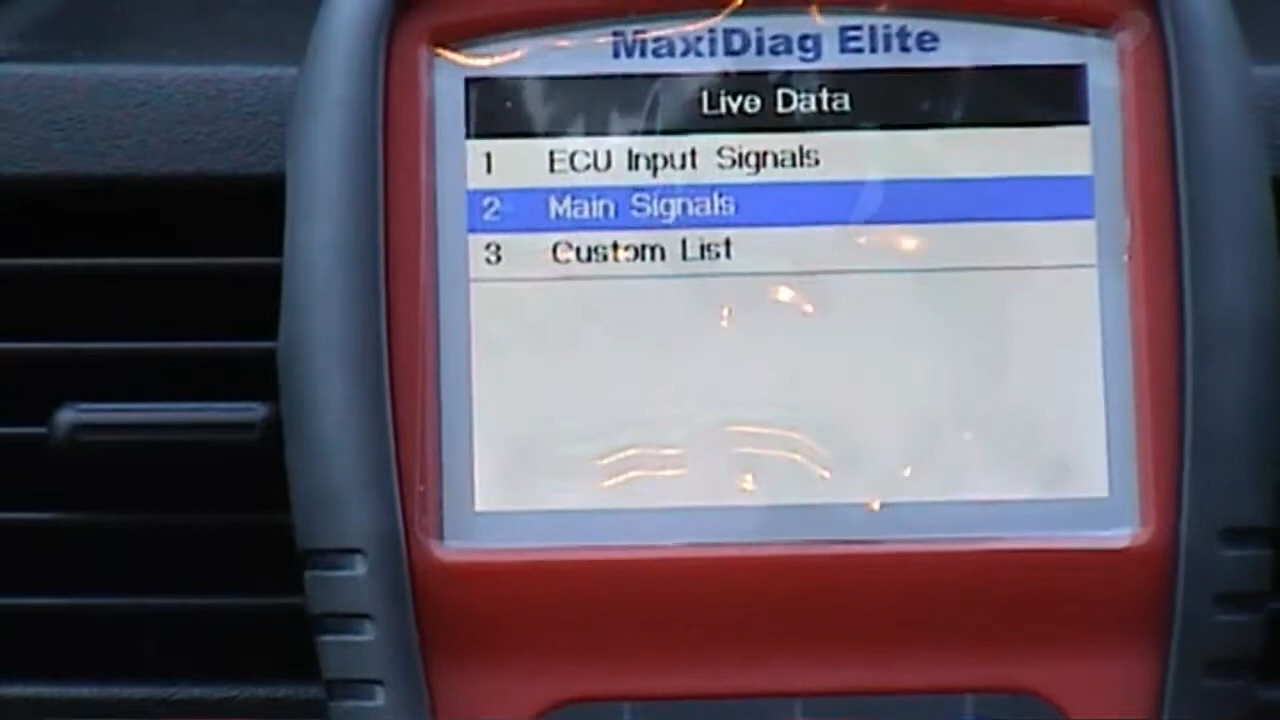 MaxiDiag Elite
Live Data
1 ECU Input Signals
2 Main Signals
3 Custom List